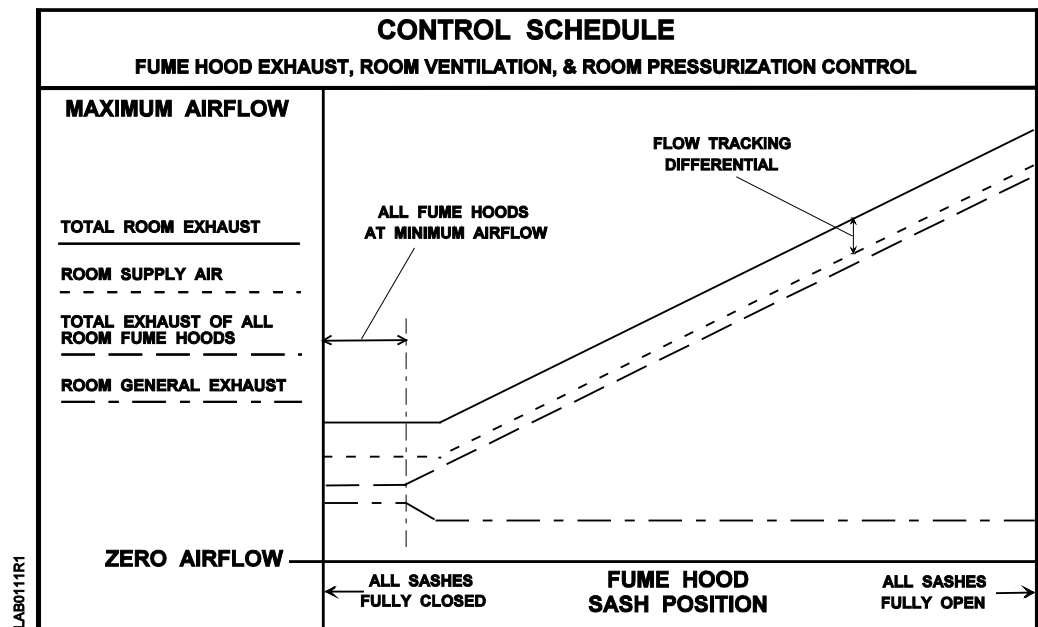 CONTROL SCHEDULE
FUME HOOD EXHAUST, ROOM VENTILATION, & ROOM PRESSURIZATION CONTROL
MAXIMUM AIRFLOW
TOTAL ROOM EXHAUST
ROOM SUPPLY AIR
TOTAL EXHAUST OF ALL
ROOM FUME HOODS
ROOM GENERAL EXHAUST
ZERO AIRFLOW
ALL FUME HOODS
AT MINIMUM AIRFLOW
FLOW TRACKING
DIFFERENTIAL
ALL SASHES
FULLY CLOSED
FUME HOOD
SASH POSITION
ALL SASHES
FULLY OPEN
LAB0111R1